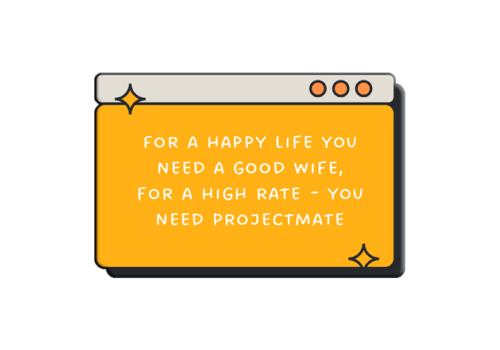 FOR A HAPPY LIFE YOU
NEED A GOOD WIFE,
FOR A HIGH RATE - YOU
NEED PROJECTMATE